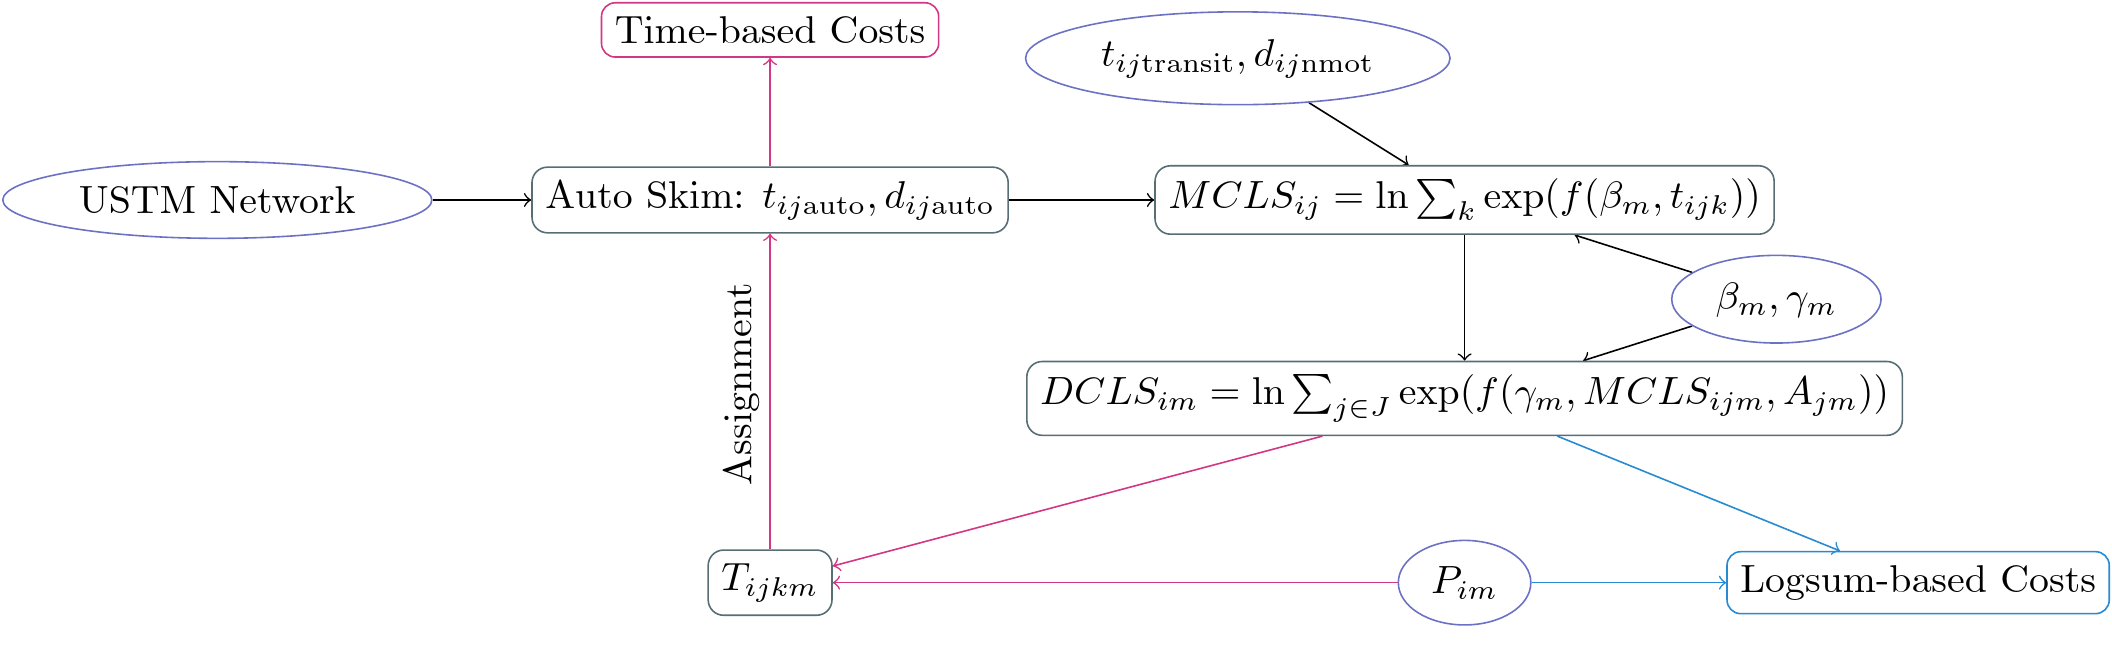 Time-based Costs
$t_{ij\text{transit}}, d_{ij\text{nmot}}$
USTM Network
Auto Skim: $t_{ij\text{auto}}, d_{ij\text{auto}}$
$MCLS_{ij} = \ln \sum_k \exp(f(\beta_m, t_{ijk}))$
$\beta_m, \gamma_m$
Assignment
$DCLS_{im} = \ln \sum_{j \in J} \exp(f(\gamma_m, MCLS_{ijm}, A_{jm}))$
$T_{ijkm}$
$P_{im}$
Logsum-based Costs